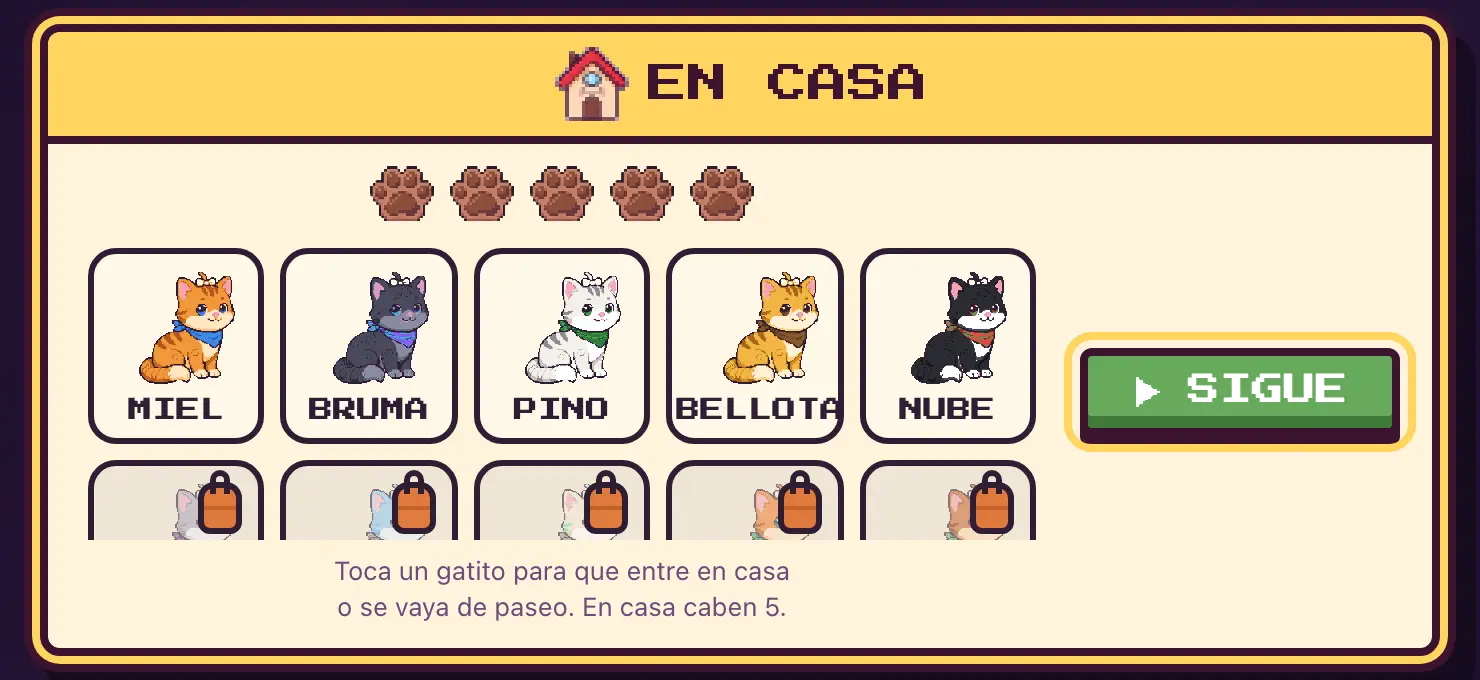 EN CASA
MIEL
BRUMA
PINO
BELLOTA
NUBE
SIGUE
Toca un gatito para que entre en casa
o se vaya de paseo. En casa caben 5.